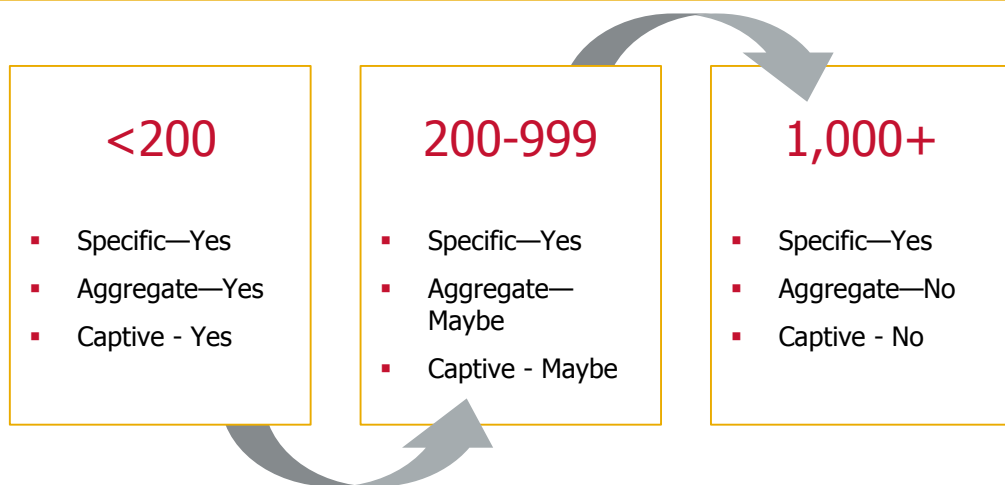 <200
Specific—Yes
Aggregate—Yes
Captive - Yes
200-999
Specific—Yes
Aggregate—
Maybe
Captive - Maybe
1,000+
Specific—Yes
Aggregate—No
Captive - No